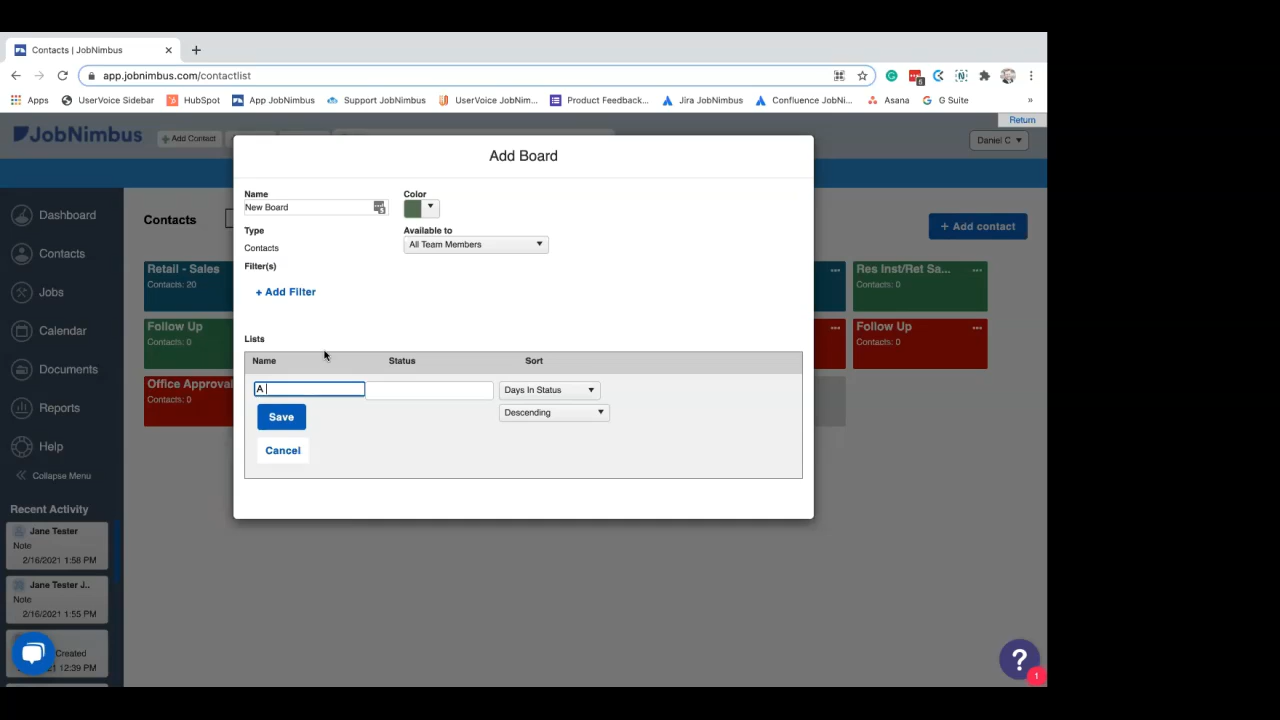 Contacts | JobNimbus
app.jobnimbus.com/contactlist
6
Apps UserVoice Sidebar HubSpot App JobNimbus Support JobNimbus UserVoice JobNim... Product Feedback... Jira JobNimbus Confluence JobNi... Asana G Suite »
Return
JobNimbus
+ Add Contact
Daniel C
Add Board
Name
New Board
Color
Type
Contacts
Available to
All Team Members
Filter(s)
+ Add Filter
Lists
Name Status Sort
A
Days In Status
Descending
Save
Cancel
Dashboard
Contacts
Jobs
Calendar
Documents
Reports
Help
Collapse Menu
Recent Activity
Jane Tester
Note
2/16/2021 1:58 PM
Jane Tester J..
Note
2/16/2021 1:55 PM
Created
21 12:39 PM
Contacts
+ Add contact
Retail - Sales
Contacts: 20
Res Inst/Ret Sa...
Contacts: 0
Follow Up
Contacts: 0
Follow Up
Contacts: 0
Office Approval
Contacts: 0
?
1